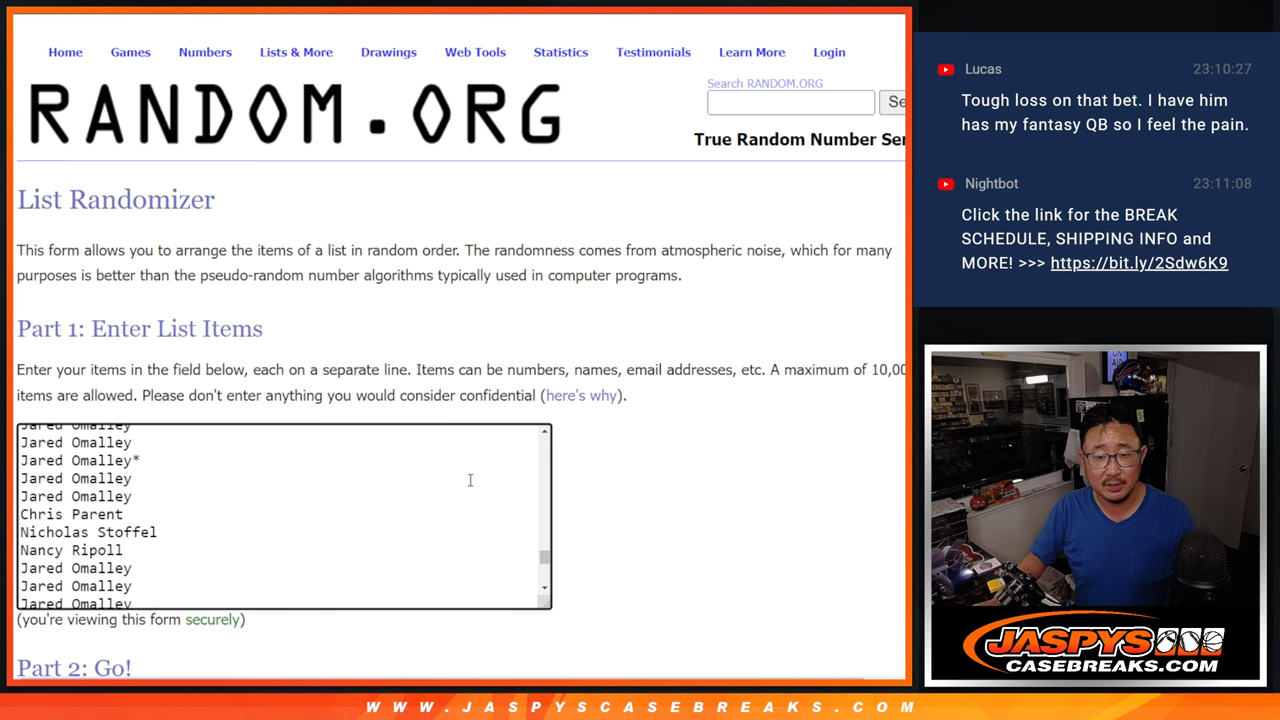 Home Games Numbers Lists & More Drawings Web Tools Statistics Testimonials Learn More Login
RANDOM.ORG
Search RANDOM.ORG
Se
True Random Number Ser
List Randomizer
This form allows you to arrange the items of a list in random order. The randomness comes from atmospheric noise, which for many
purposes is better than the pseudo-random number algorithms typically used in computer programs.
Part 1: Enter List Items
Enter your items in the field below, each on a separate line. Items can be numbers, names, email addresses, etc. A maximum of 10,00
items are allowed. Please don't enter anything you would consider confidential (here's why).
Jared Omalley
Jared Omalley
Jared Omalley*
Jared Omalley
Jared Omalley
Chris Parent
Nicholas Stoffel
Nancy Ripoll
Jared Omalley
Jared Omalley
Jared Omalley
(you're viewing this form securely)
Part 2: Go!
Lucas 23:10:27
Tough loss on that bet. I have him
has my fantasy QB so I feel the pain.
Nightbot 23:11:08
Click the link for the BREAK
SCHEDULE, SHIPPING INFO and
MORE! >>> https://bit.ly/2Sdw6K9
JASPYS
CASEBREAKS.COM
WWW.JASPYSCASEBREAKS.COM